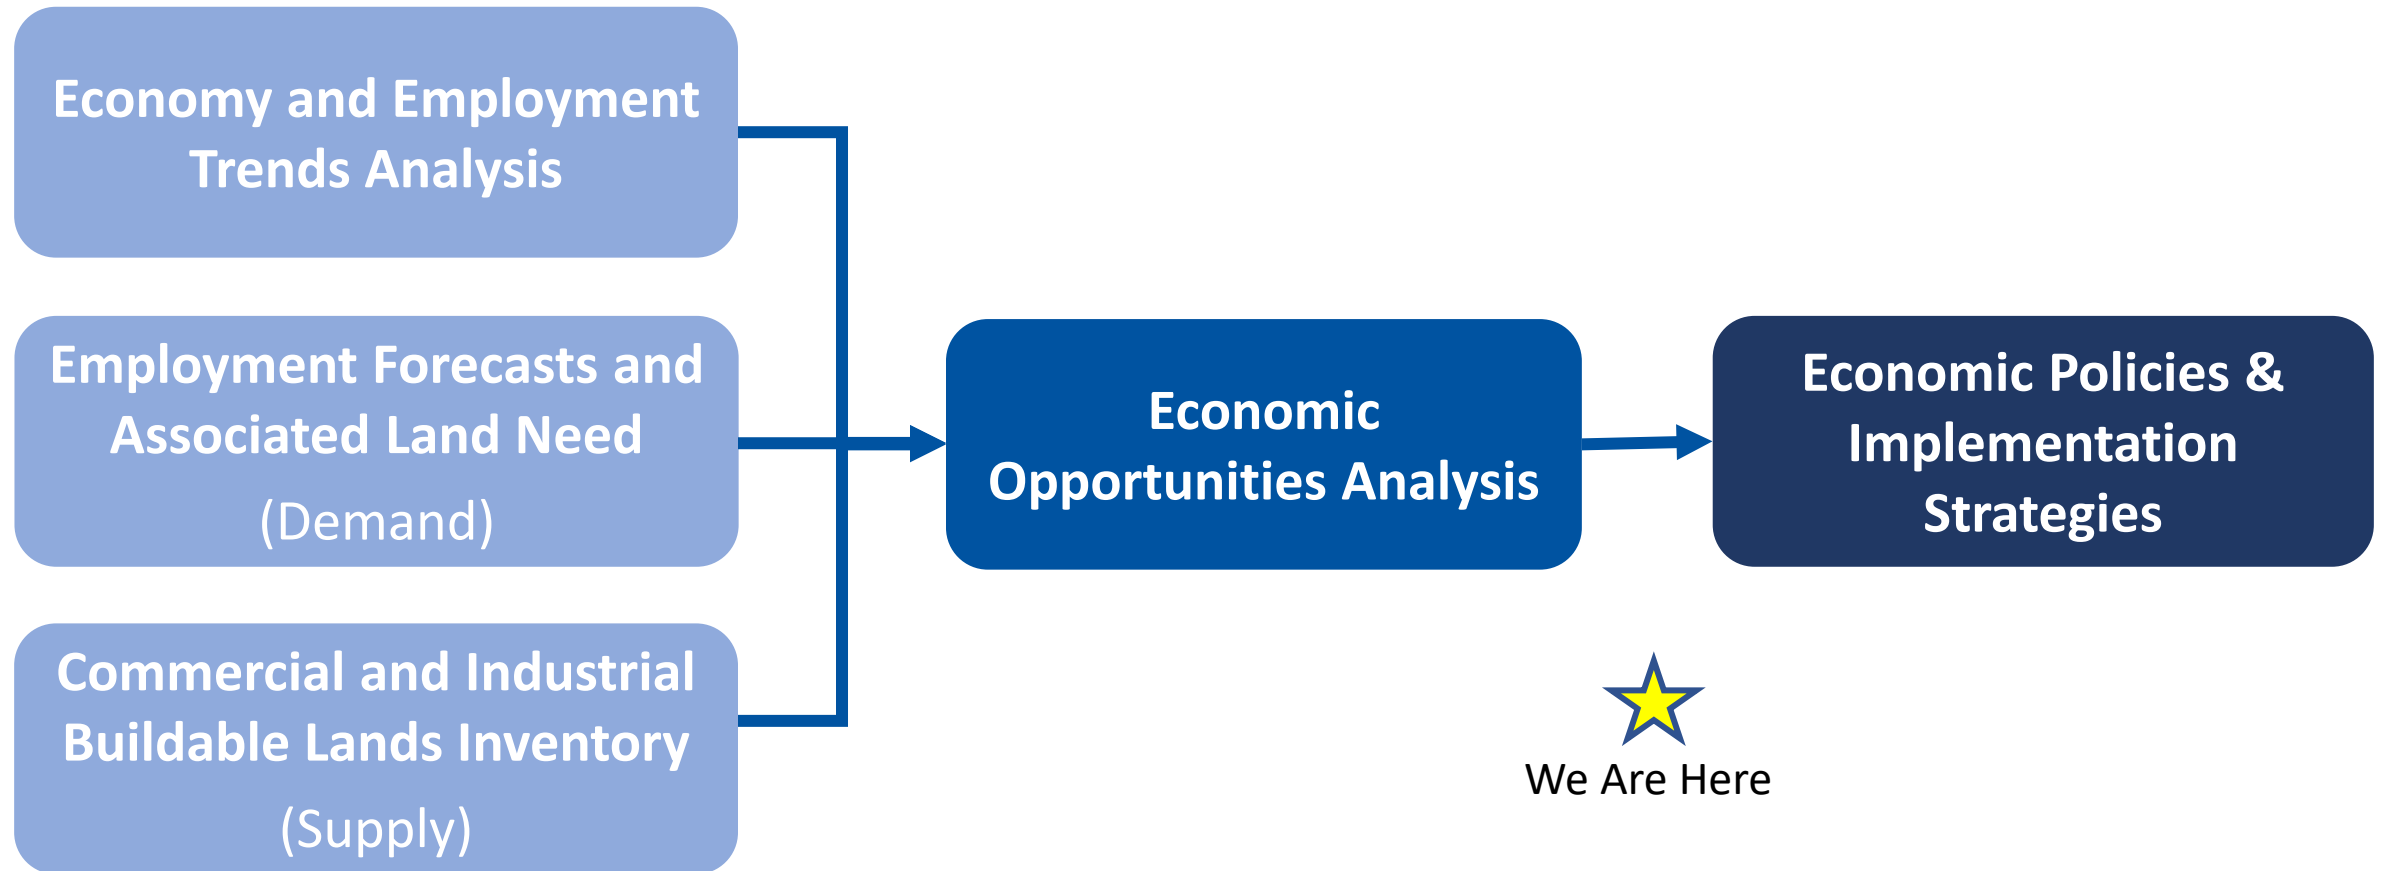 Economy and Employment
Trends Analysis
Employment Forecasts and
Associated Land Need
(Demand)
Commercial and Industrial
Buildable Lands Inventory
(Supply)
Economic
Opportunities Analysis
Economic Policies &
Implementation
Strategies
We Are Here